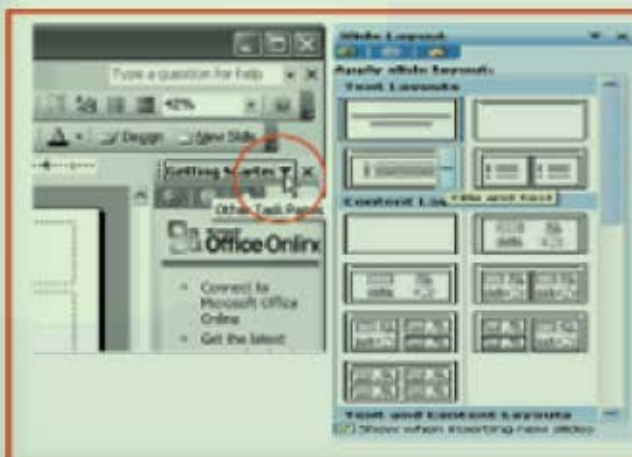 Type a question for help
42%
Design New Slide
Getting Started
Other Task Panes
Office Online
Connect to
Microsoft Office
Online
Get the latest
Slide Layout
Apply slide layout:
Text Layouts
Title and Text
Content Layouts
Text and Content Layouts
Show when inserting new slides